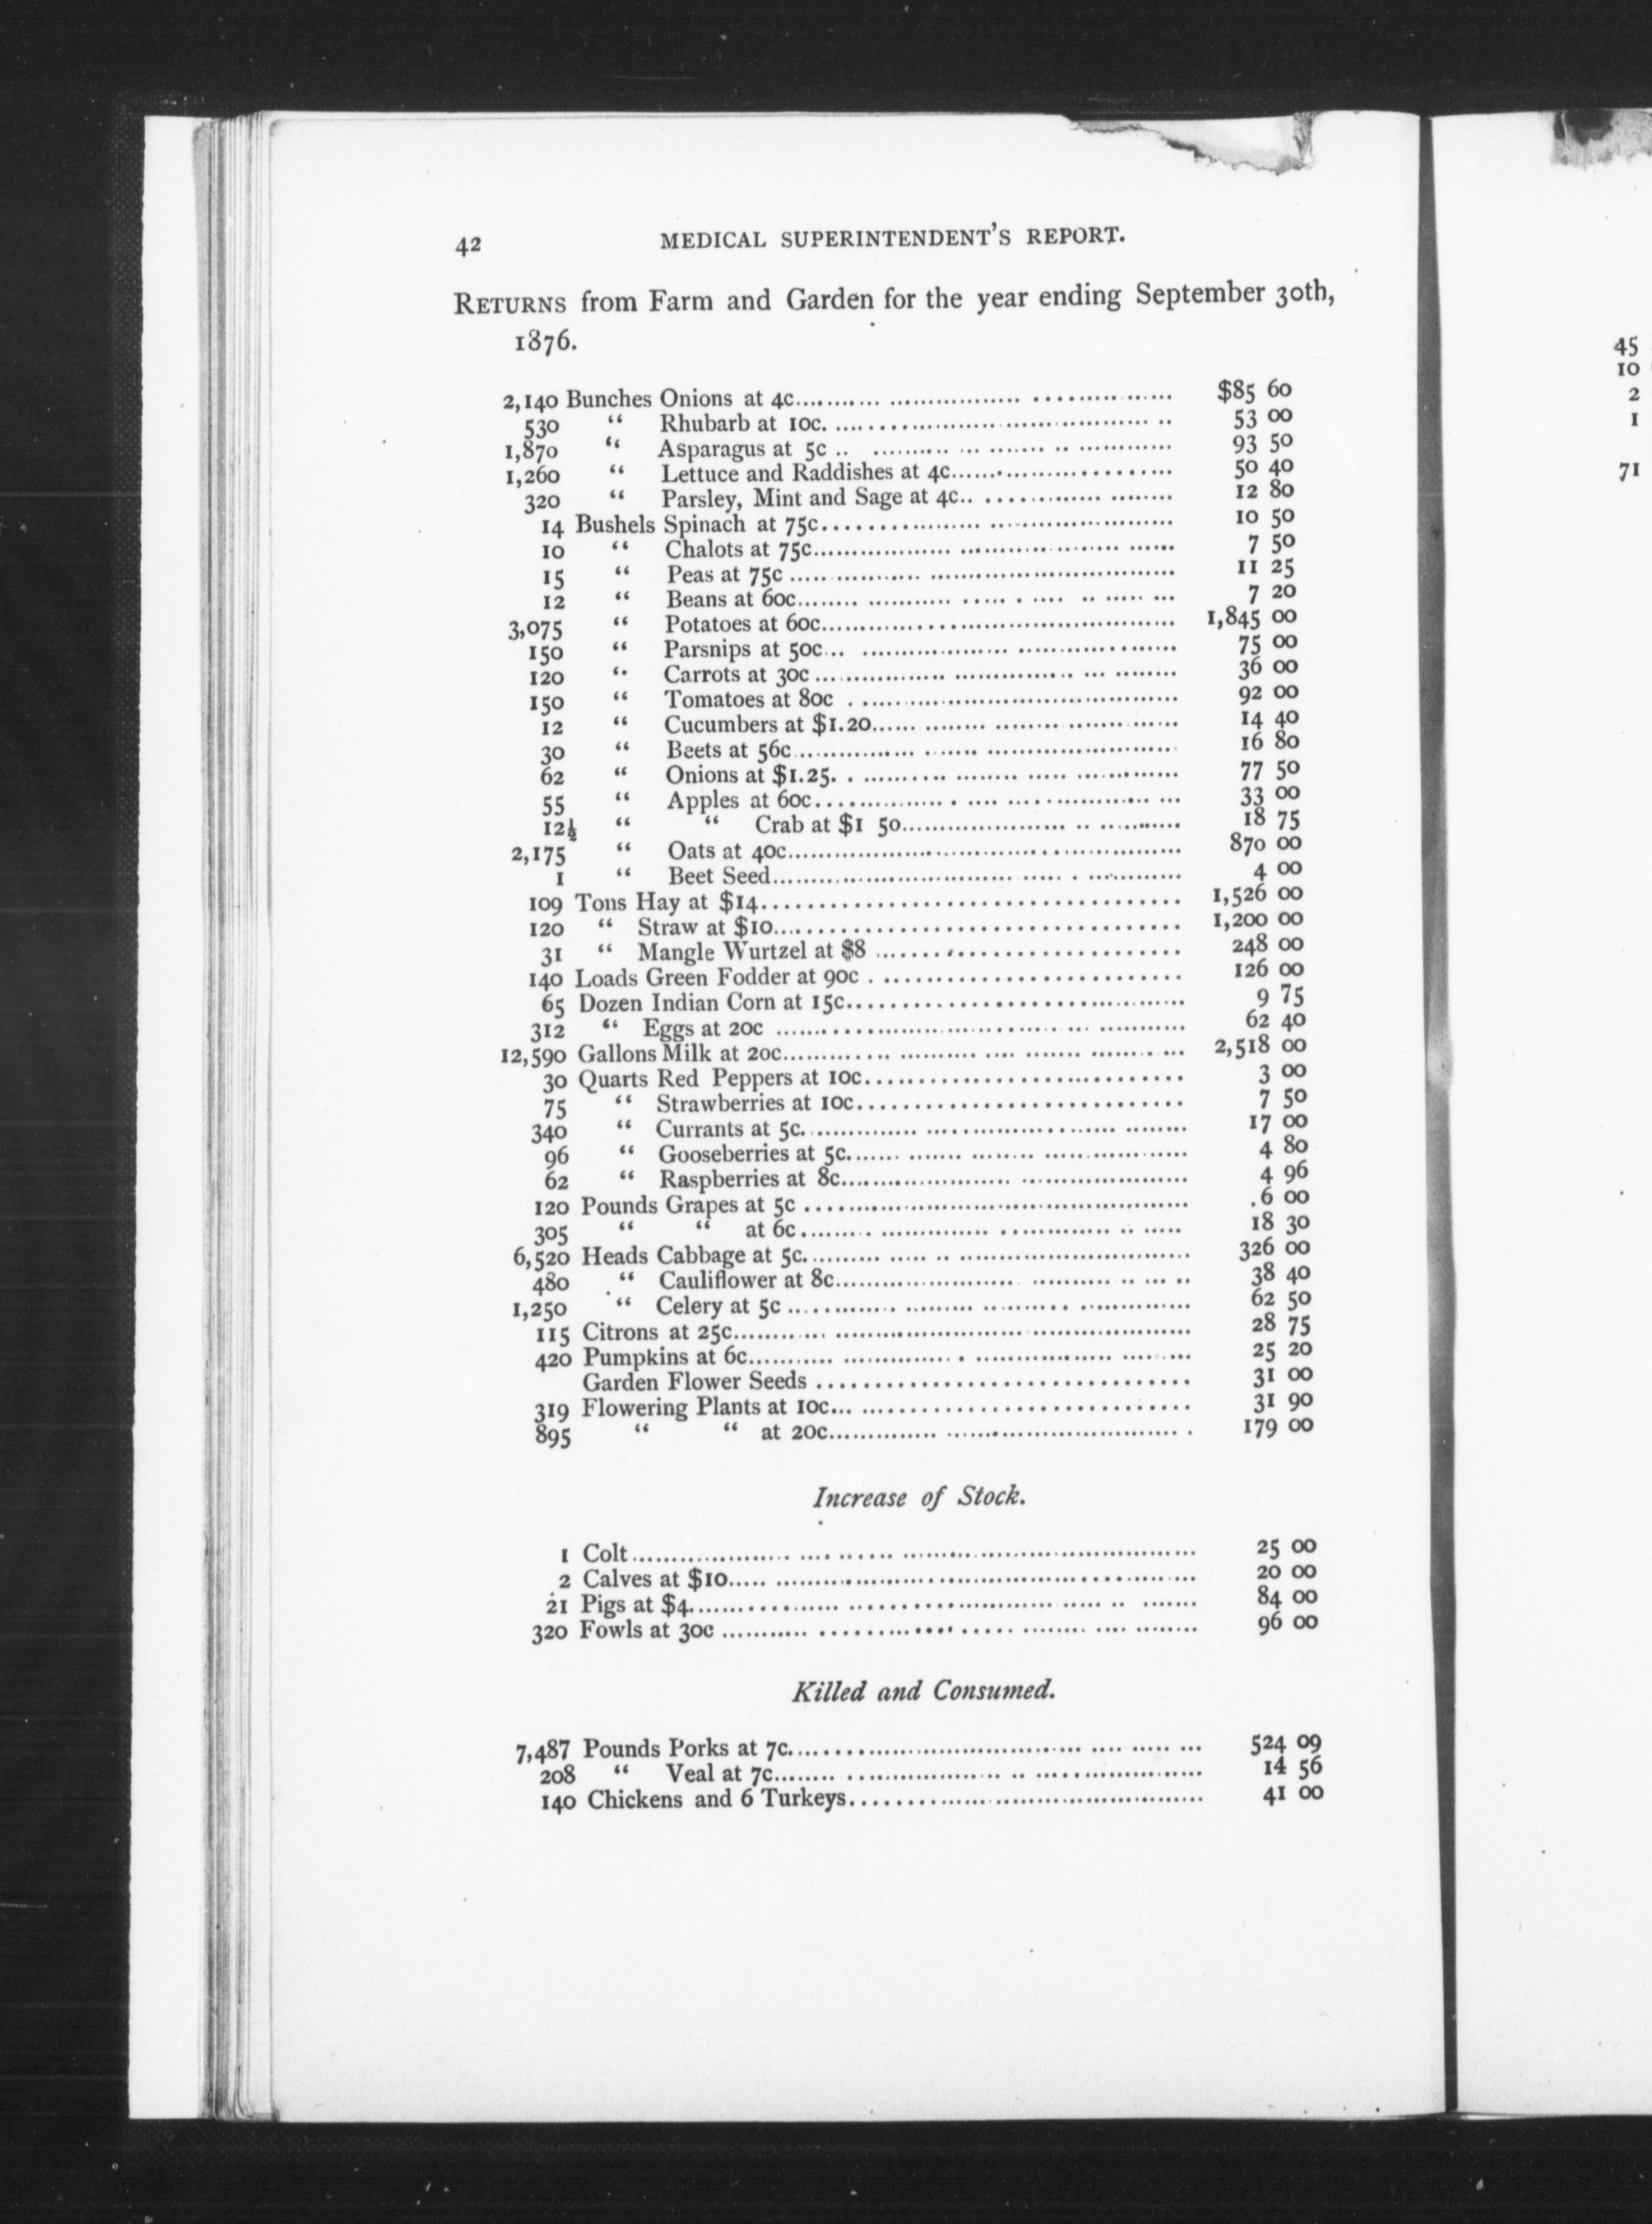 42 MEDICAL SUPERINTENDENT'S REPORT.
RETURNS from Farm and Garden for the year ending September 30th,
1876.
2,140 Bunches Onions at 4c. $85 60
530 " Rhubarb at 10c. 53 00
1,870 " Asparagus at 5c 93 50
1,260 " Lettuce and Raddishes at 4c. 50 40
320 " Parsley, Mint and Sage at 4c. 12 80
14 Bushels Spinach at 75c. 10 50
10 " Chalots at 75c. 7 50
15 " Peas at 75c 11 25
12 " Beans at 60c. 7 20
3,075 " Potatoes at 60c. 1,845 00
150 " Parsnips at 50c. 75 00
120 " Carrots at 30c 36 00
150 " Tomatoes at 80c 92 00
12 " Cucumbers at $1.20. 14 40
30 " Beets at 56c. 16 80
62 " Onions at $1.25. 77 50
55 " Apples at 60c. 33 00
12½ " " Crab at $1 50. 18 75
2,175 " Oats at 40c. 870 00
1 " Beet Seed. 4 00
109 Tons Hay at $14. 1,526 00
120 " Straw at $10. 1,200 00
31 " Mangle Wurtzel at $8 248 00
140 Loads Green Fodder at 90c 126 00
65 Dozen Indian Corn at 15c. 9 75
312 " Eggs at 20c 62 40
12,590 Gallons Milk at 20c. 2,518 00
30 Quarts Red Peppers at 10c. 3 00
75 " Strawberries at 10c. 7 50
340 " Currants at 5c. 17 00
96 " Gooseberries at 5c. 4 80
62 " Raspberries at 8c. 4 96
120 Pounds Grapes at 5c 6 00
305 " " at 6c. 18 30
6,520 Heads Cabbage at 5c. 326 00
480 " Cauliflower at 8c. 38 40
1,250 " Celery at 5c 62 50
115 Citrons at 25c. 28 75
420 Pumpkins at 6c. 25 20
Garden Flower Seeds 31 00
319 Flowering Plants at 10c. 31 90
895 " " at 20c. 179 00
Increase of Stock.
1 Colt. 25 00
2 Calves at $10. 20 00
21 Pigs at $4. 84 00
320 Fowls at 30c 96 00
Killed and Consumed.
7,487 Pounds Porks at 7c. 524 09
208 " Veal at 7c. 14 56
140 Chickens and 6 Turkeys. 41 00
45
10
2
1
71